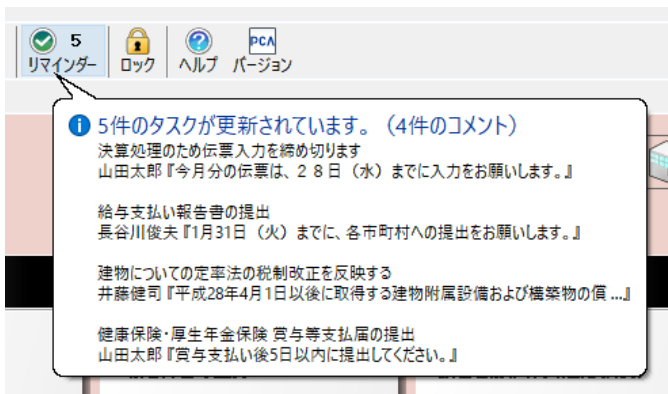 5
リマインダー ロック ヘルプ PCA バージョン
5件のタスクが更新されています。（4件のコメント）
決算処理のため伝票入力を締め切ります
山田太郎『今月分の伝票は、２８日（水）までに入力をお願いします。』
給与支払い報告書の提出
長谷川俊夫『1月31日（火）までに、各市町村への提出をお願いします。』
建物についての定率法の税制改正を反映する
井藤健司『平成28年4月1日以後に取得する建物附属設備および構築物の償 ...』
健康保険・厚生年金保険 賞与等支払届の提出
山田太郎『賞与支払い後5日以内に提出してください。』